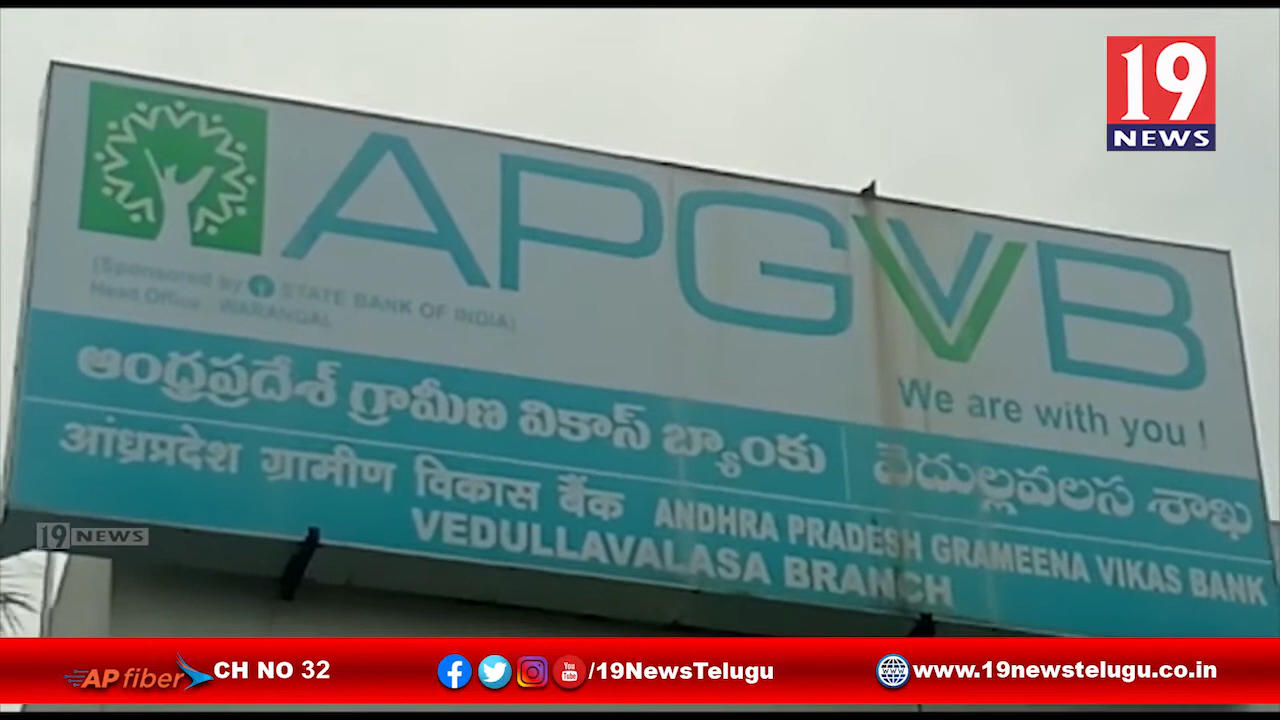 19
NEWS
APGVB
(Sponsored by STATE BANK OF INDIA)
Head Office : WARANGAL
We are with you !
ఆంధ్రప్రదేశ్ గ్రామీణ వికాస్ బ్యాంకు వెదుల్లవలస శాఖ
आंध्रप्रदेश ग्रामीण विकास बैंक ANDHRA PRADESH GRAMEENA VIKAS BANK
VEDULLAVALASA BRANCH
19 NEWS
AP fiber CH NO 32 /19NewsTelugu www.19newstelugu.co.in